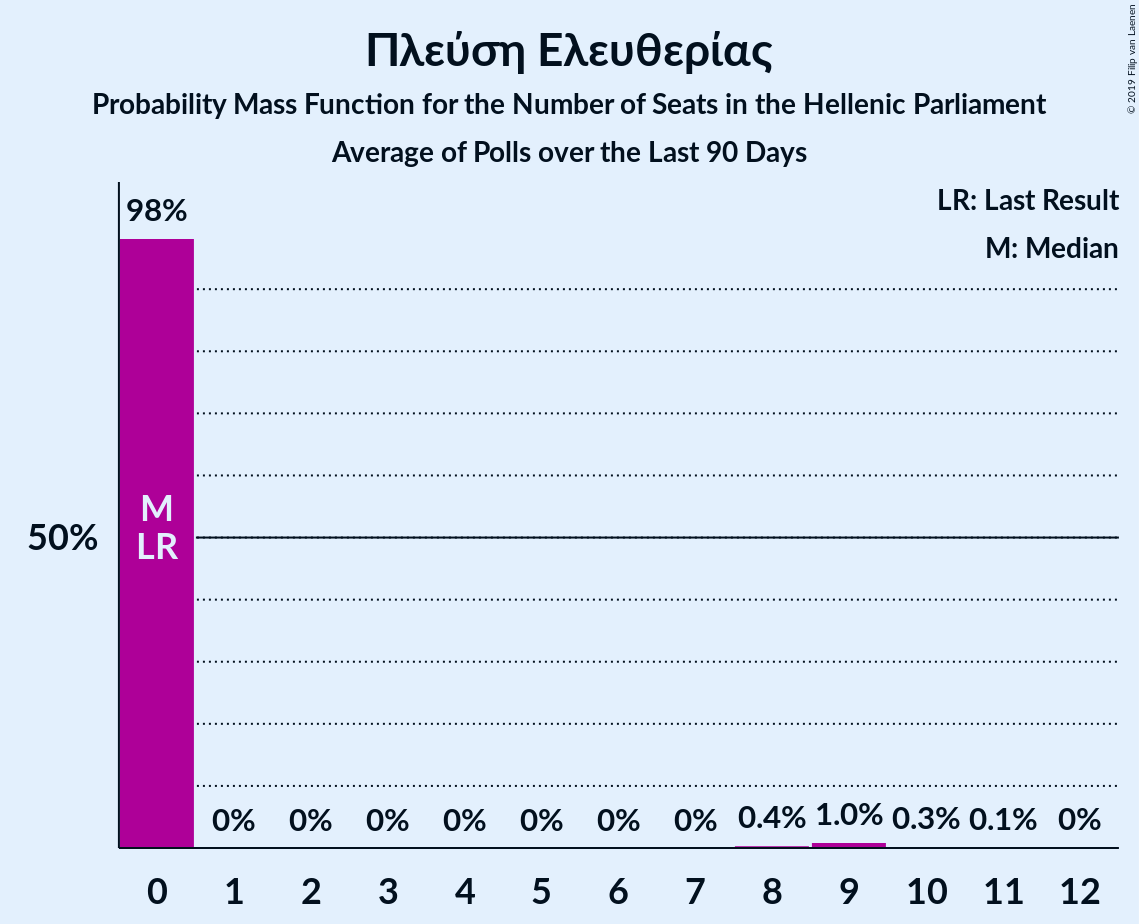 Πλεύση Ελευθερίας
Probability Mass Function for the Number of Seats in the Hellenic Parliament
Average of Polls over the Last 90 Days
© 2019 Filip van Laenen
LR: Last Result
M: Median
98%
M
LR
50%
0% 0% 0% 0% 0% 0% 0% 0.4% 1.0% 0.3% 0.1% 0%
0 1 2 3 4 5 6 7 8 9 10 11 12